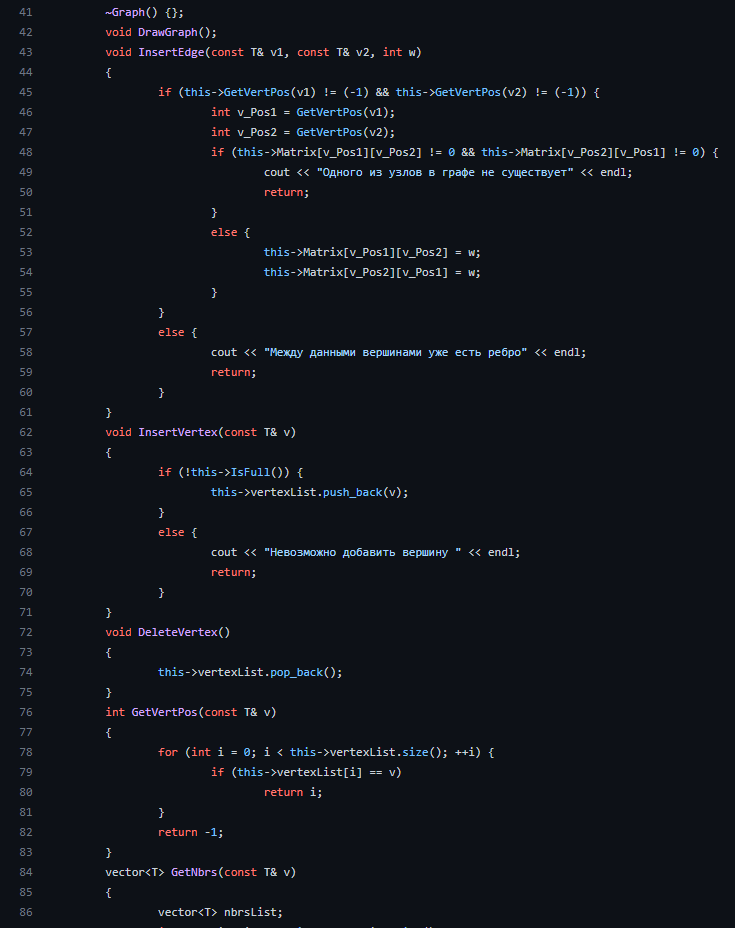 41 ~Graph() {};
42 void DrawGraph();
43 void InsertEdge(const T& v1, const T& v2, int w)
44 {
45 if (this->GetVertPos(v1) != (-1) && this->GetVertPos(v2) != (-1)) {
46 int v_Pos1 = GetVertPos(v1);
47 int v_Pos2 = GetVertPos(v2);
48 if (this->Matrix[v_Pos1][v_Pos2] != 0 && this->Matrix[v_Pos2][v_Pos1] != 0) {
49 cout << "Одного из узлов в графе не существует" << endl;
50 return;
51 }
52 else {
53 this->Matrix[v_Pos1][v_Pos2] = w;
54 this->Matrix[v_Pos2][v_Pos1] = w;
55 }
56 }
57 else {
58 cout << "Между данными вершинами уже есть ребро" << endl;
59 return;
60 }
61 }
62 void InsertVertex(const T& v)
63 {
64 if (!this->IsFull()) {
65 this->vertexList.push_back(v);
66 }
67 else {
68 cout << "Невозможно добавить вершину " << endl;
69 return;
70 }
71 }
72 void DeleteVertex()
73 {
74 this->vertexList.pop_back();
75 }
76 int GetVertPos(const T& v)
77 {
78 for (int i = 0; i < this->vertexList.size(); ++i) {
79 if (this->vertexList[i] == v)
80 return i;
81 }
82 return -1;
83 }
84 vector<T> GetNbrs(const T& v)
85 {
86 vector<T> nbrsList;